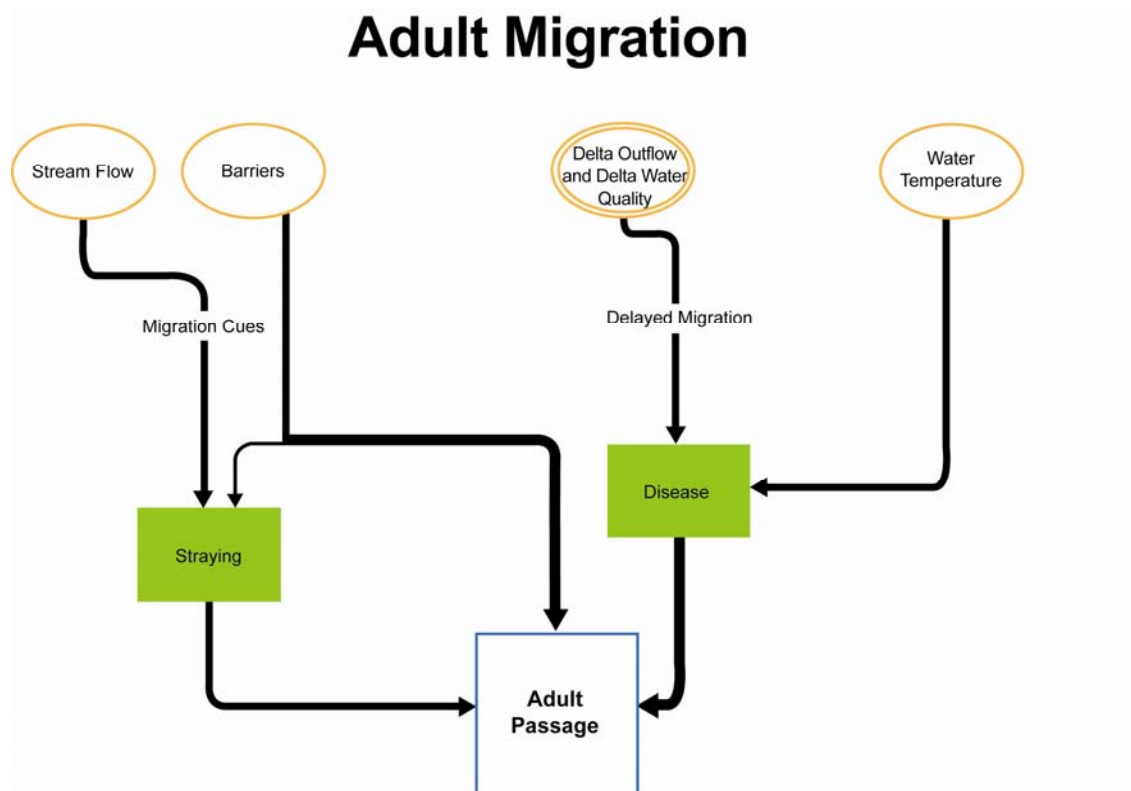 Adult Migration
Stream Flow
Barriers
Delta Outflow
and Delta Water
Quality
Water
Temperature
Migration Cues
Delayed Migration
Disease
Straying
Adult
Passage